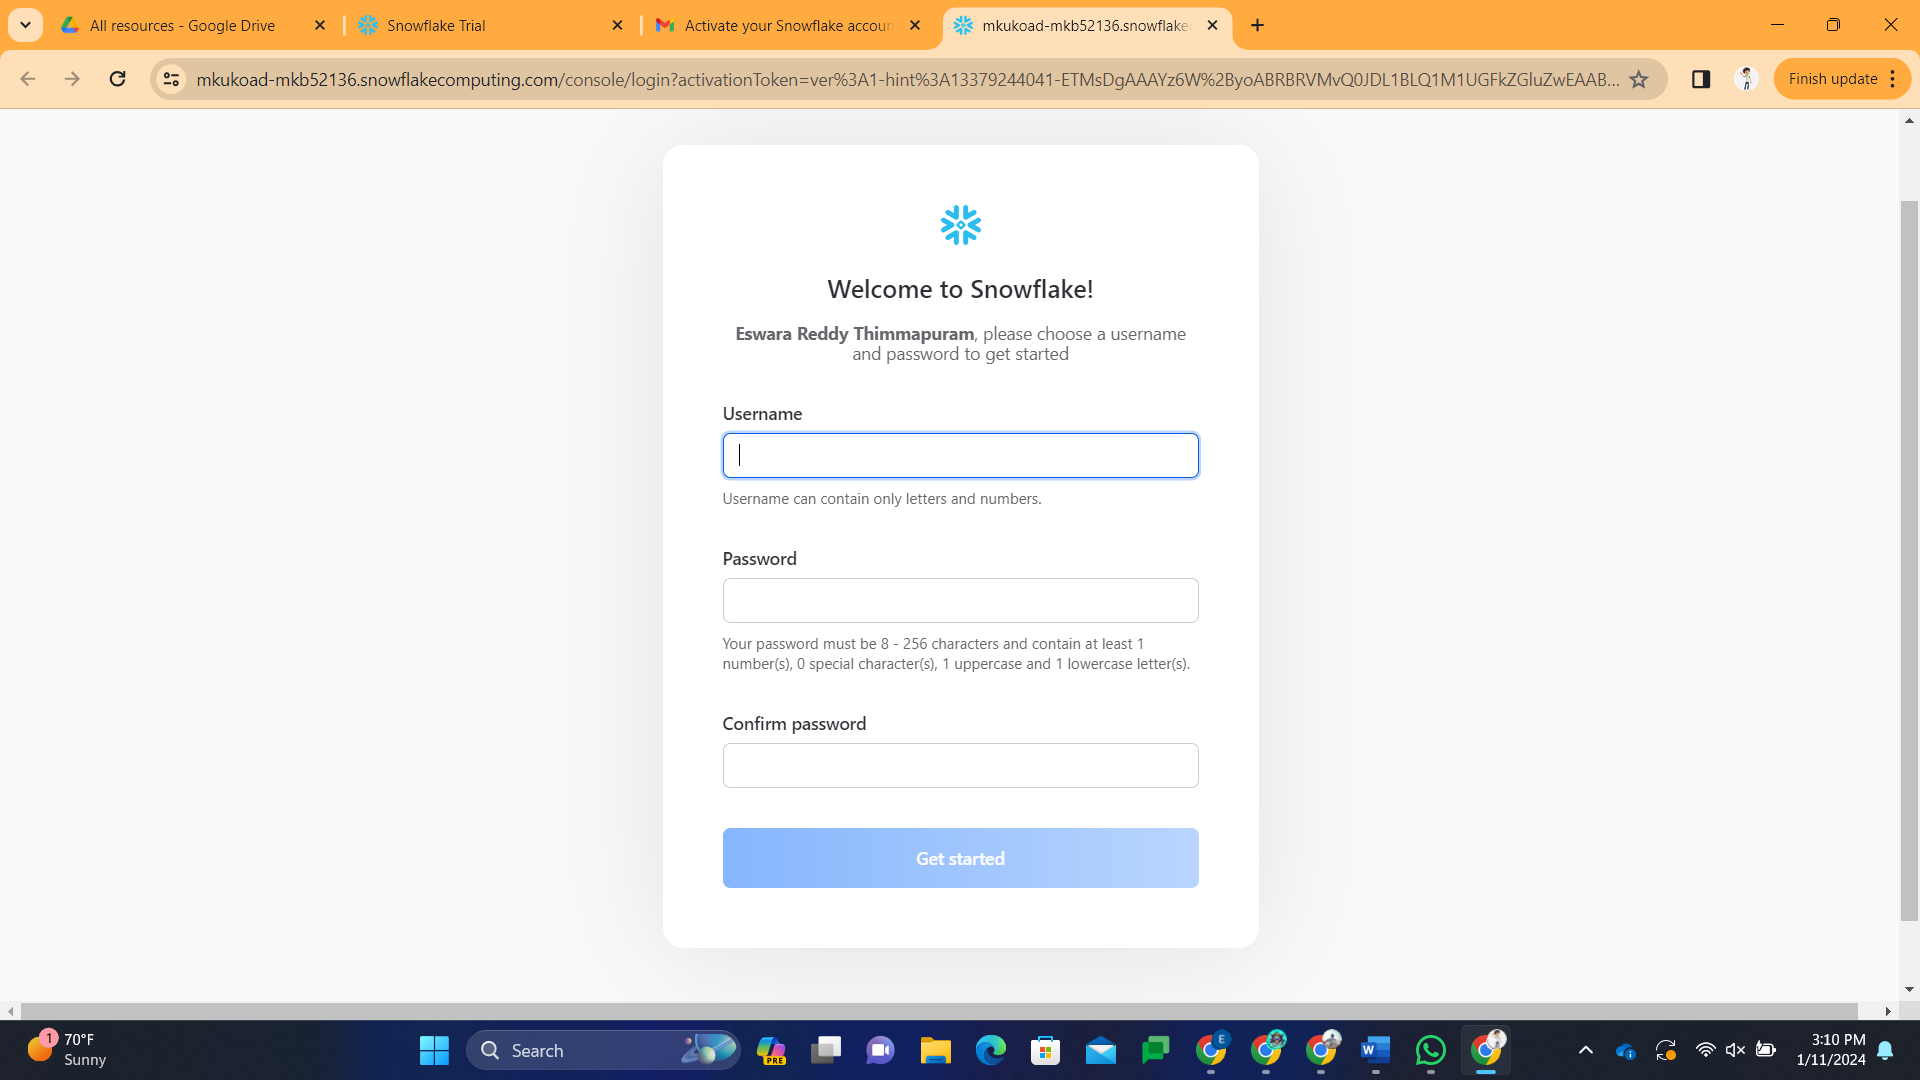 All resources - Google Drive
Snowflake Trial
Activate your Snowflake accoun
mkukoad-mkb52136.snowflake
mkukoad-mkb52136.snowflakecomputing.com/console/login?activationToken=ver%3A1-hint%3A13379244041-ETMsDgAAAYz6W%2ByoABRBRVMvQ0JDL1BLQ1M1UGFkZGluZwEAAB...
Finish update
Welcome to Snowflake!
Eswara Reddy Thimmapuram, please choose a username
and password to get started
Username
Username can contain only letters and numbers.
Password
Your password must be 8 - 256 characters and contain at least 1
number(s), 0 special character(s), 1 uppercase and 1 lowercase letter(s).
Confirm password
Get started
1
70°F
Sunny
Search
PRE
E
W
3:10 PM
1/11/2024